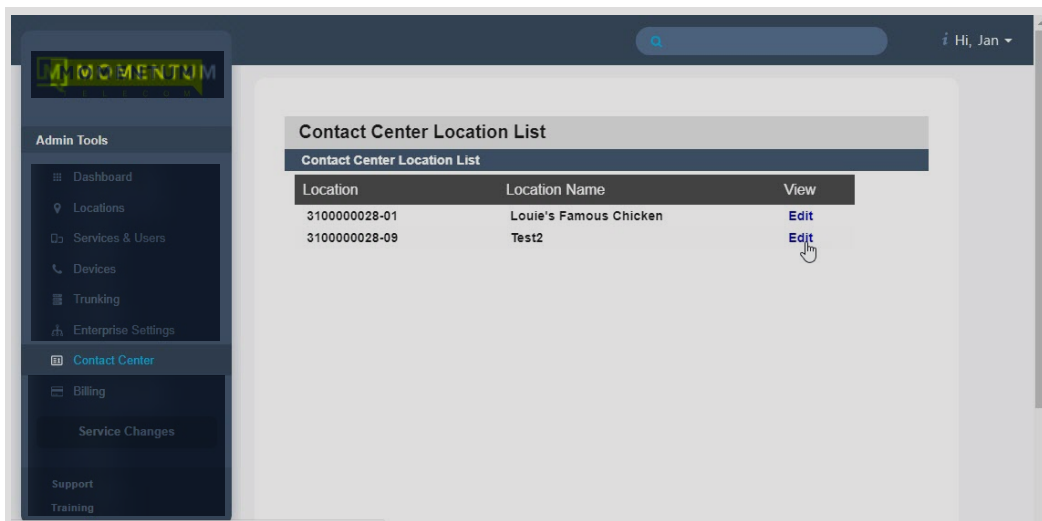 Hi, Jan
MOMENTUM
TELECOM
Admin Tools
Dashboard
Locations
Services & Users
Devices
Trunking
Enterprise Settings
Contact Center
Billing
Service Changes
Support
Training
Contact Center Location List
Contact Center Location List
Location Location Name View
3100000028-01 Louie's Famous Chicken Edit
3100000028-09 Test2 Edit